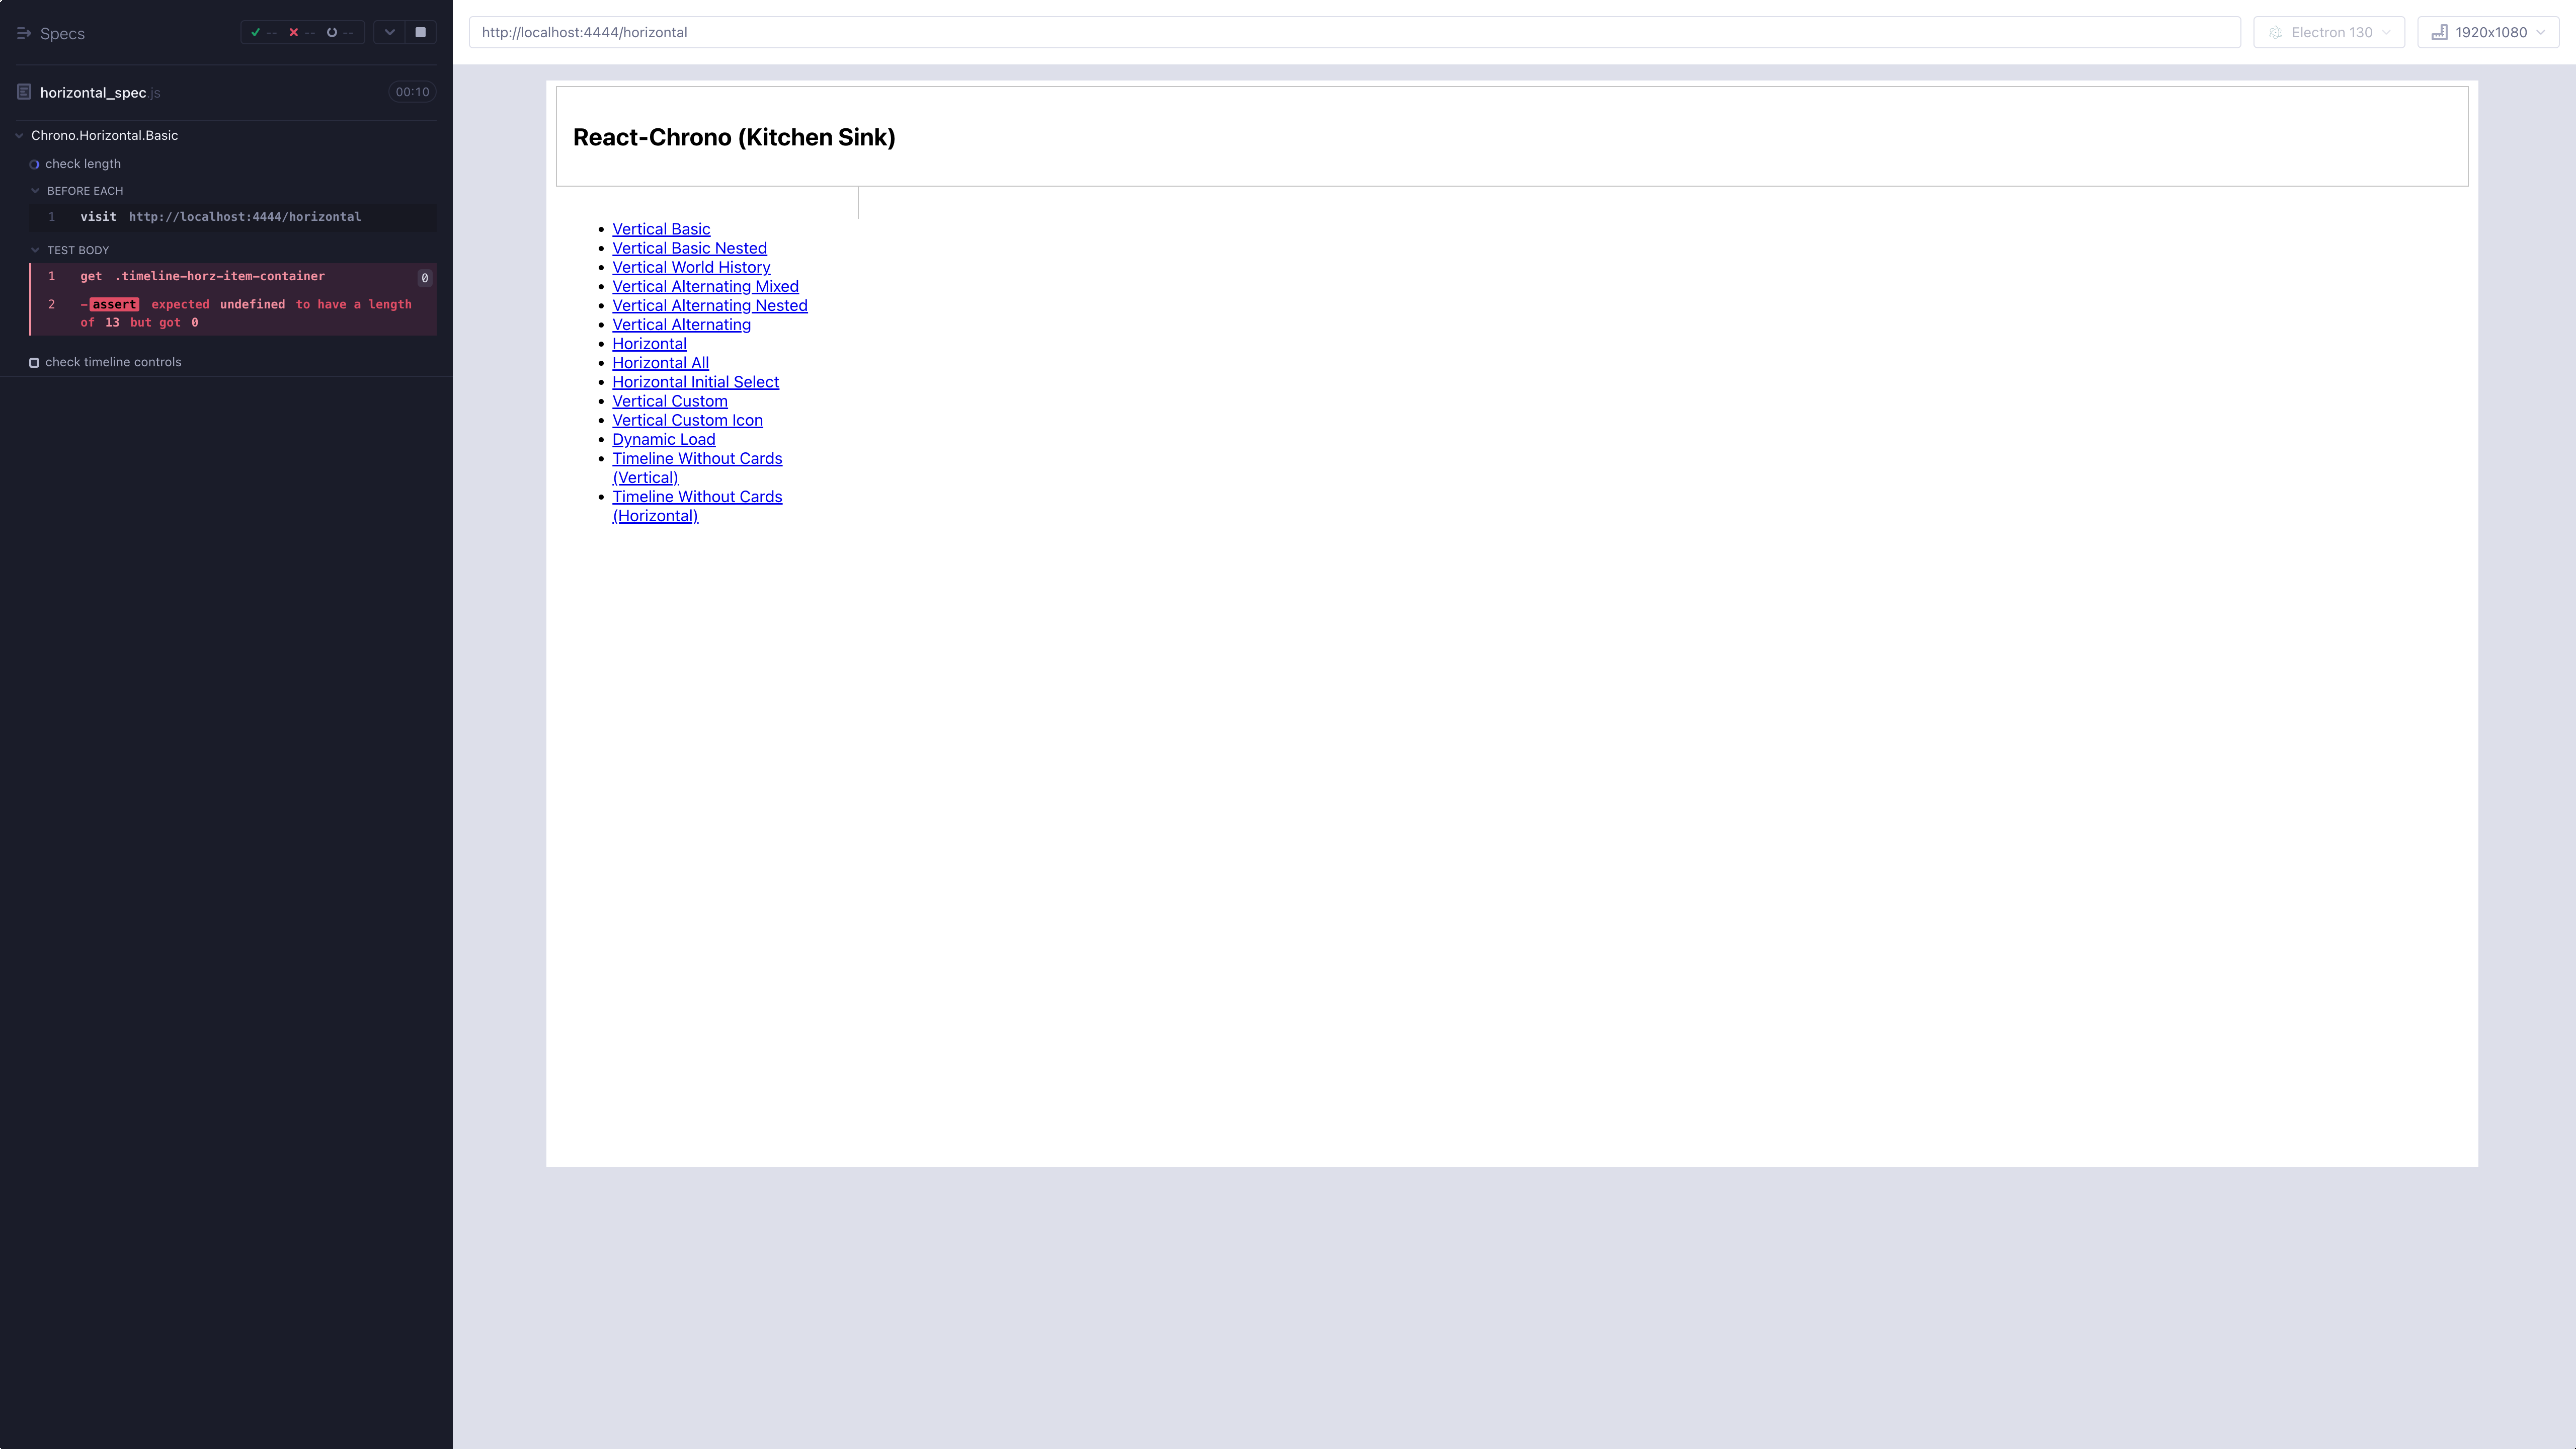 Specs
-- -- --
http://localhost:4444/horizontal
Electron 130
1920x1080
horizontal_spec.js
00:10
Chrono.Horizontal.Basic
check length
BEFORE EACH
1 visit http://localhost:4444/horizontal
TEST BODY
1 get .timeline-horz-item-container 0
2 -assert expected undefined to have a length
of 13 but got 0
check timeline controls
React-Chrono (Kitchen Sink)
Vertical Basic
Vertical Basic Nested
Vertical World History
Vertical Alternating Mixed
Vertical Alternating Nested
Vertical Alternating
Horizontal
Horizontal All
Horizontal Initial Select
Vertical Custom
Vertical Custom Icon
Dynamic Load
Timeline Without Cards
(Vertical)
Timeline Without Cards
(Horizontal)